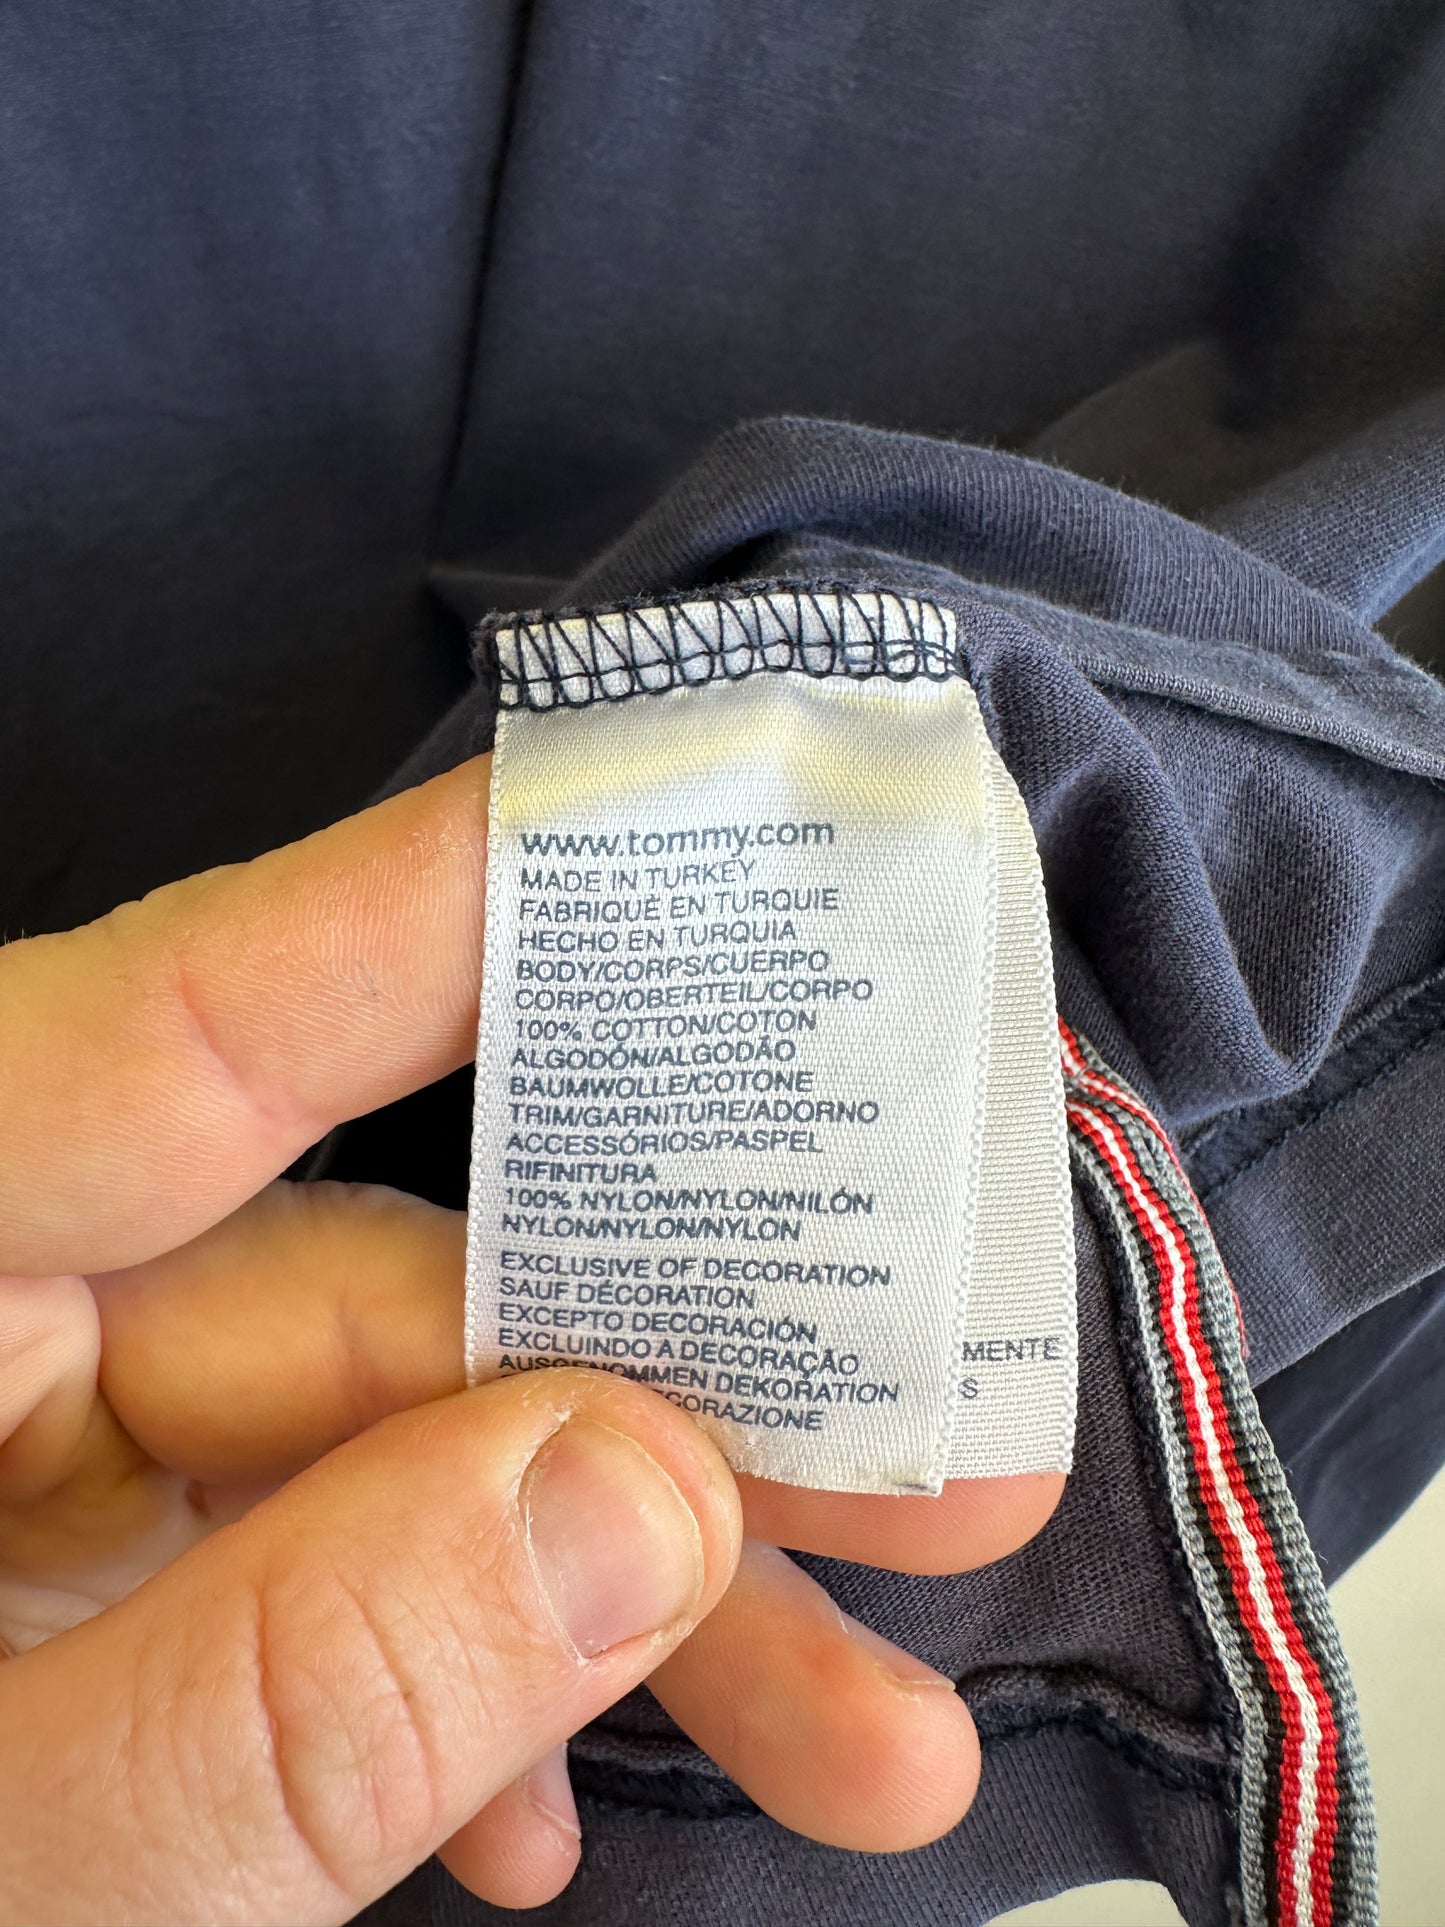 www.tommy.com
MADE IN TURKEY
FABRIQUÉ EN TURQUIE
HECHO EN TURQUIA
BODY/CORPS/CUERPO
CORPO/OBERTEIL/CORPO
100% COTTON/COTON
ALGODÓN/ALGODÃO
BAUMWOLLE/COTONE
TRIM/GARNITURE/ADORNO
ACCESSÓRIOS/PASPEL
RIFINITURA
100% NYLON/NYLON/NILÓN
NYLON/NYLON/NYLON
EXCLUSIVE OF DECORATION
SAUF DÉCORATION
EXCEPTO DECORACIÓN
EXCLUINDO A DECORAÇÃO
AUSGENOMMEN DEKORATION
MENTE
S